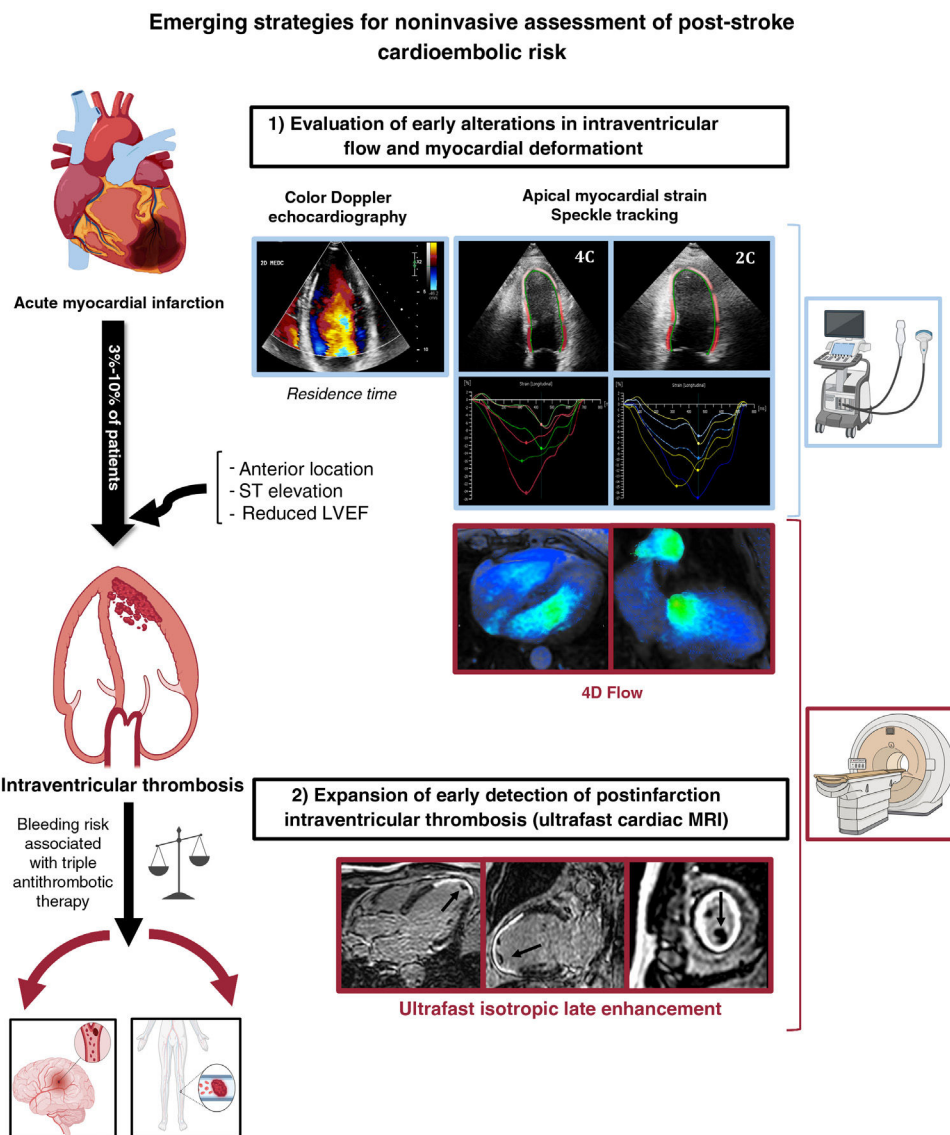 Emerging strategies for noninvasive assessment of post-stroke
cardioembolic risk
1) Evaluation of early alterations in intraventricular
flow and myocardial deformationt
Color Doppler
echocardiography
Apical myocardial strain
Speckle tracking
2D MEDC
4C
2C
Acute myocardial infarction
Residence time
3%-10% of
patients
- Anterior location
- ST elevation
- Reduced LVEF
4D Flow
Intraventricular thrombosis
2) Expansion of early detection of postinfarction
intraventricular thrombosis (ultrafast cardiac MRI)
Bleeding risk
associated
with triple
antithrombotic
therapy
Ultrafast isotropic late enhancement